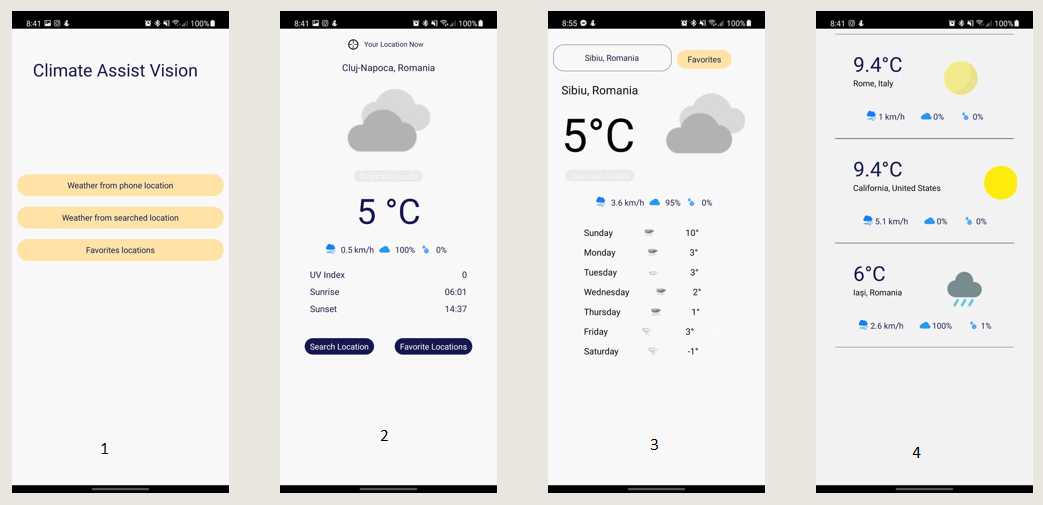 8:41
100%
Climate Assist Vision
Weather from phone location
Weather from searched location
Favorites locations
1
8:41
100%
Your Location Now
Cluj-Napoca, Romania
Overcast clouds
5 °C
0.5 km/h 100% 0%
UV Index 0
Sunrise 06:01
Sunset 14:37
Search Location Favorite Locations
2
8:55
100%
Sibiu, Romania Favorites
Sibiu, Romania
5°C
Overcast clouds
3.6 km/h 95% 0%
Sunday 10°
Monday 3°
Tuesday 3°
Wednesday 2°
Thursday 1°
Friday 3°
Saturday -1°
3
8:41
100%
9.4°C
Rome, Italy
1 km/h 0% 0%
9.4°C
California, United States
5.1 km/h 0% 0%
6°C
Iaşi, Romania
2.6 km/h 100% 1%
4